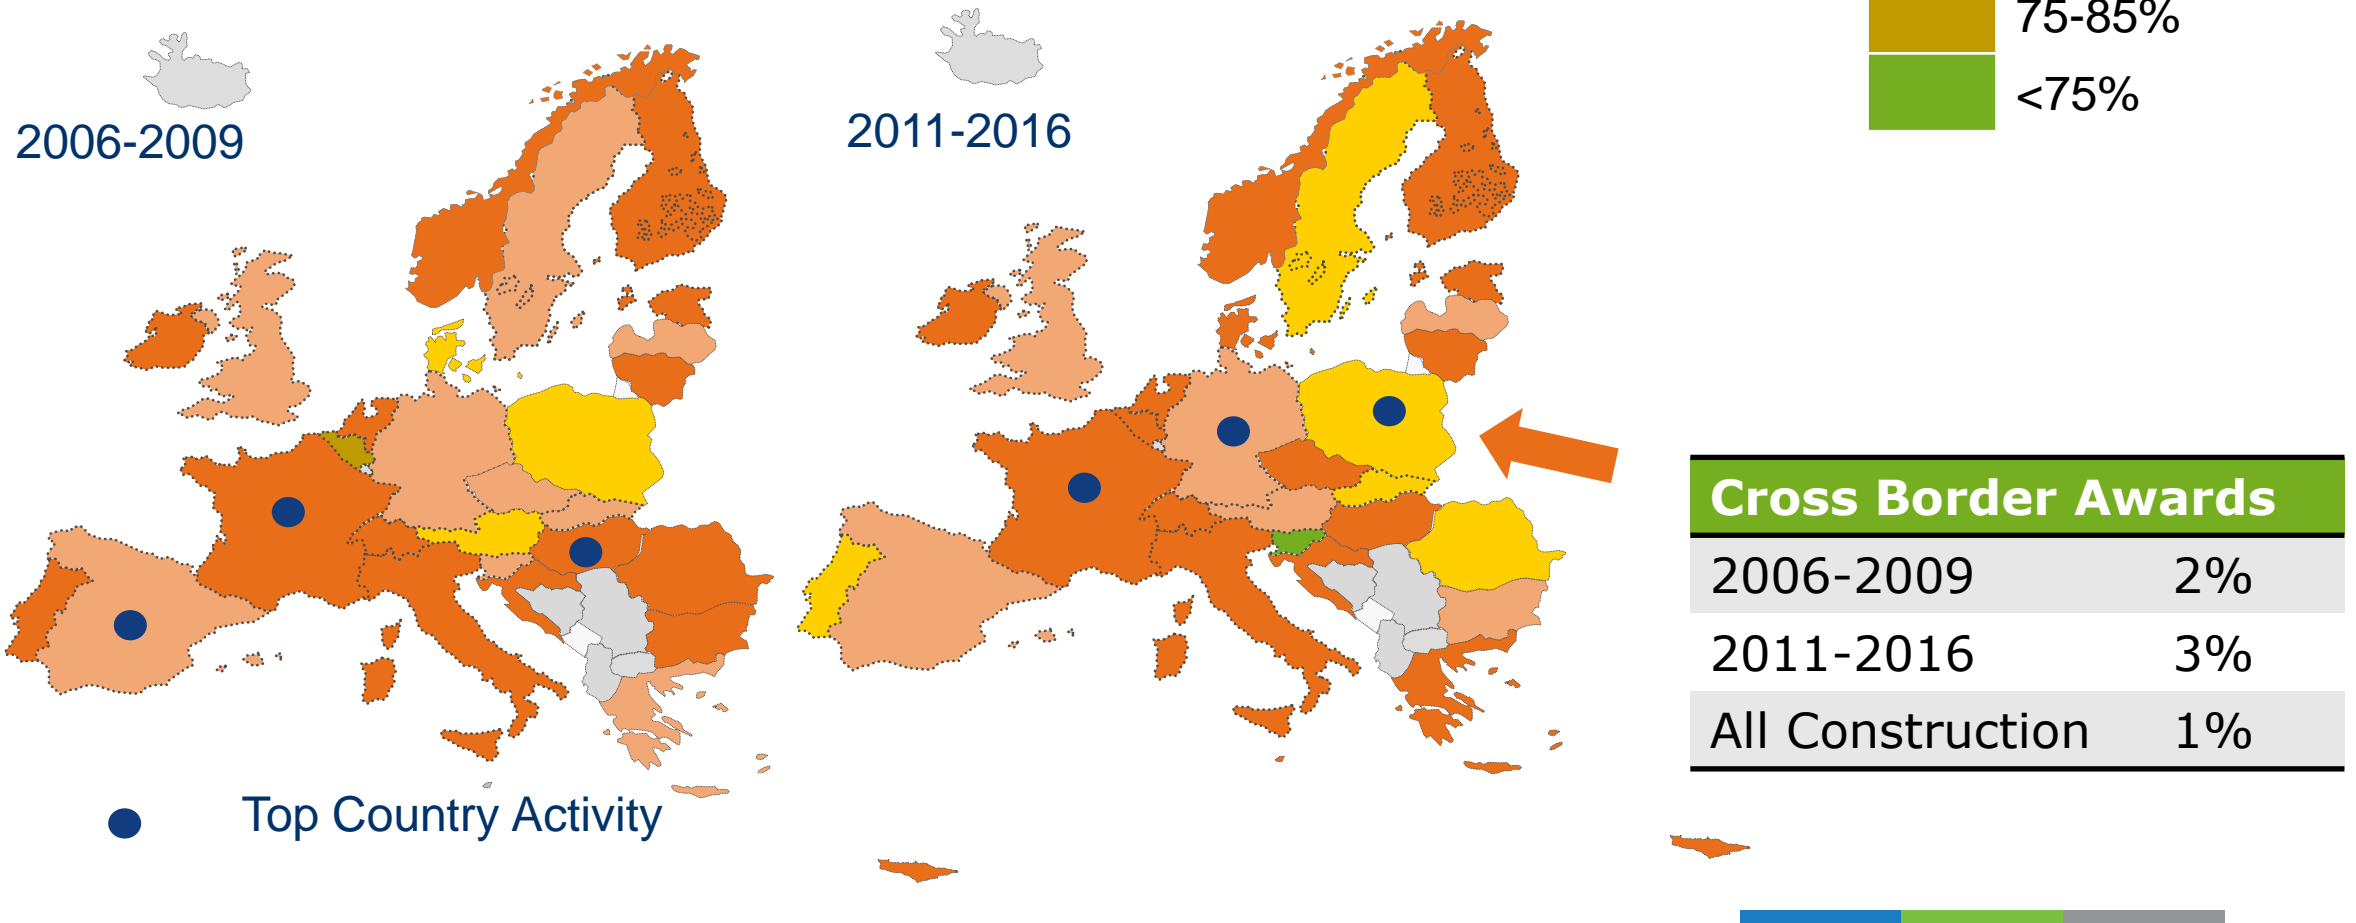 75-85%
<75%
2006-2009
2011-2016
Cross Border Awards
2006-2009 2%
2011-2016 3%
All Construction 1%
Top Country Activity